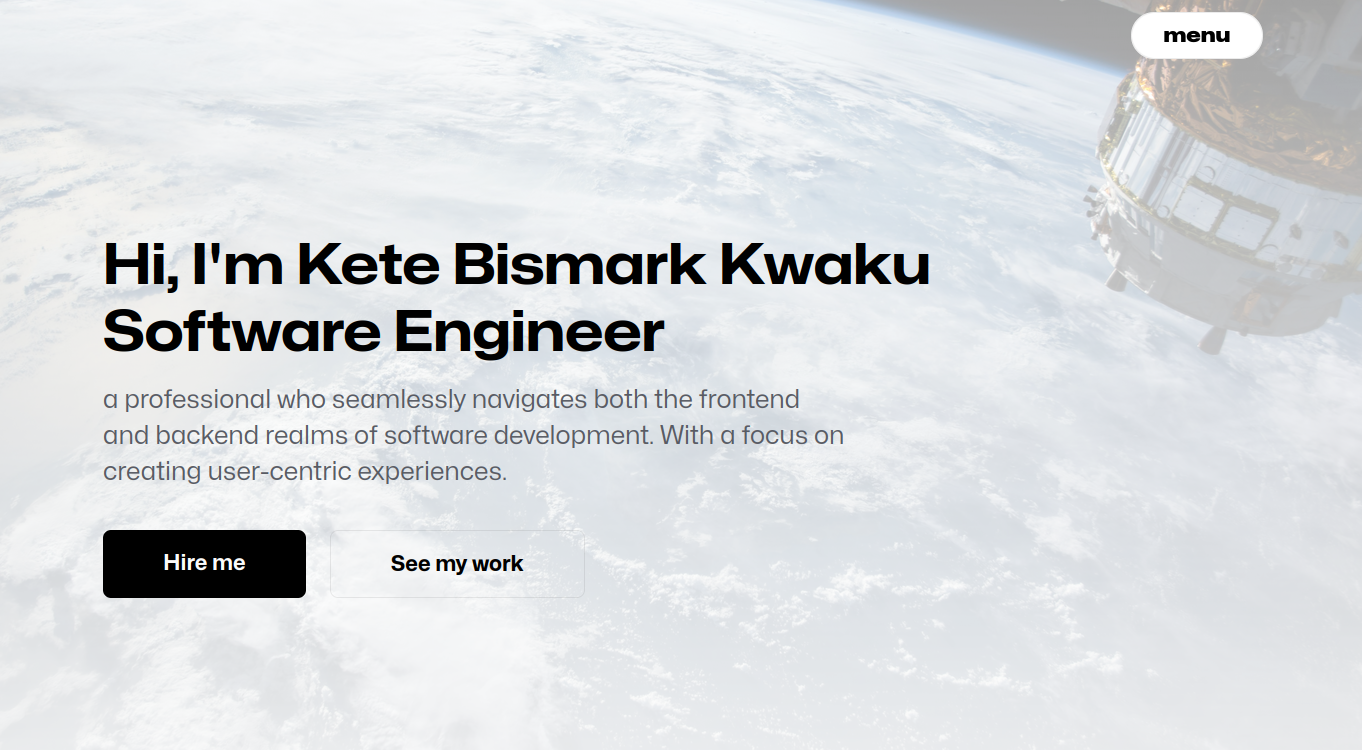 menu
Hi, I'm Kete Bismark Kwaku
Software Engineer
a professional who seamlessly navigates both the frontend
and backend realms of software development. With a focus on
creating user-centric experiences.
Hire me
See my work